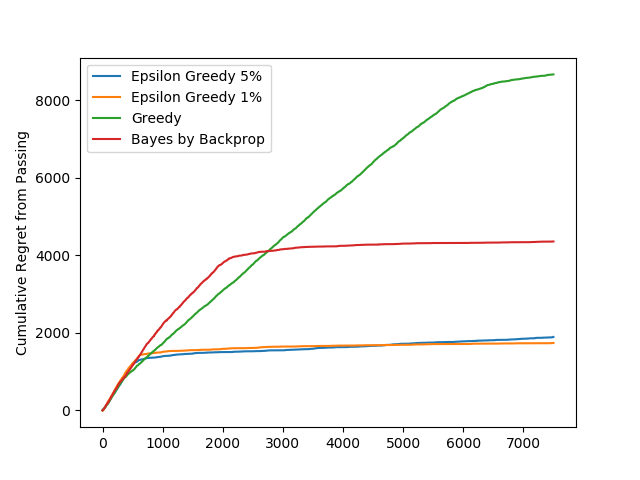 Epsilon Greedy 5%
Epsilon Greedy 1%
Greedy
Bayes by Backprop
Cumulative Regret from Passing
8000
6000
4000
2000
0
0 1000 2000 3000 4000 5000 6000 7000